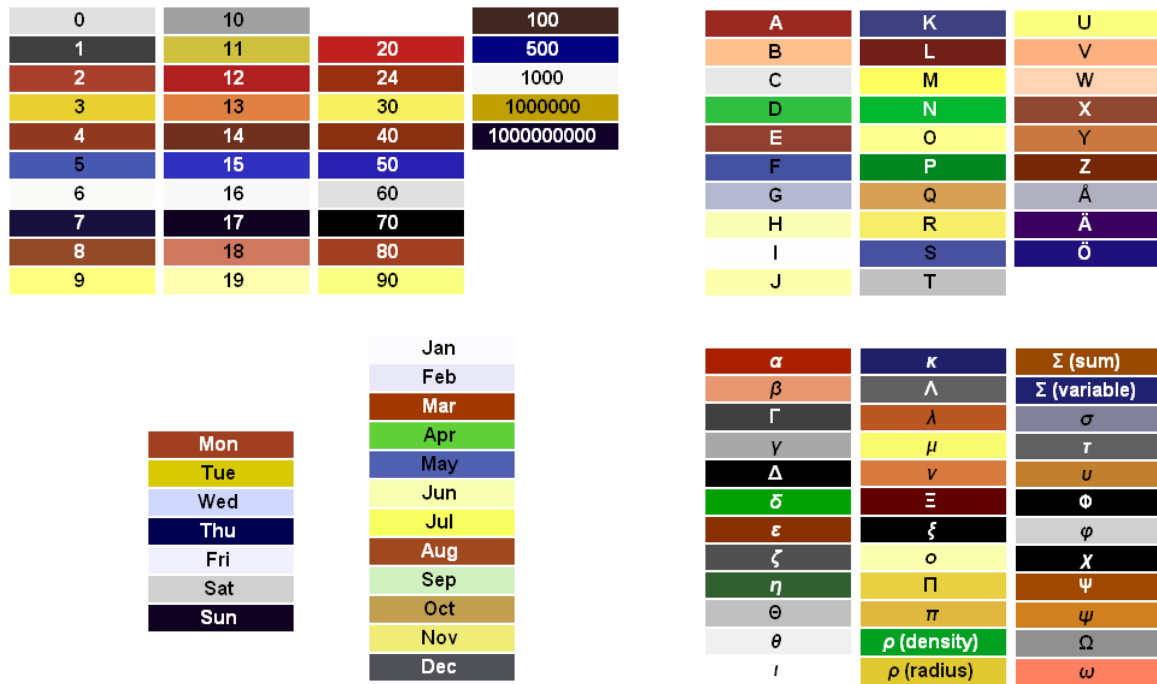 0 10 100
1 11 20 500
2 12 24 1000
3 13 30 1000000
4 14 40 1000000000
5 15 50
6 16 60
7 17 70
8 18 80
9 19 90
A K U
B L V
C M W
D N X
E O Y
F P Z
G Q Å
H R Ä
I S Ö
J T
Jan
Feb
Mar
Apr
May
Jun
Jul
Aug
Sep
Oct
Nov
Dec
Mon
Tue
Wed
Thu
Fri
Sat
Sun
α κ Σ (sum)
β Λ Σ (variable)
Γ λ σ
γ μ τ
Δ ν υ
δ Ξ Φ
ε ξ φ
ζ ο χ
η Π Ψ
Θ π ψ
θ ρ (density) Ω
ι ρ (radius) ω